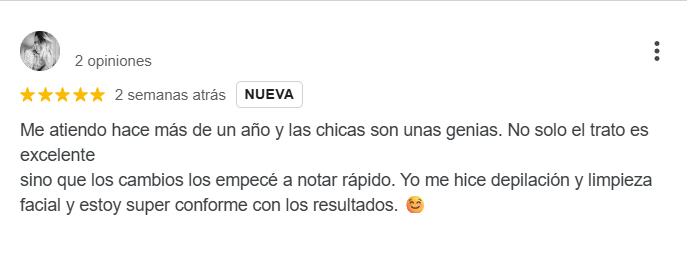 2 opiniones
2 semanas atrás NUEVA
Me atiendo hace más de un año y las chicas son unas genias. No solo el trato es
excelente
sino que los cambios los empecé a notar rápido. Yo me hice depilación y limpieza
facial y estoy super conforme con los resultados. 😊